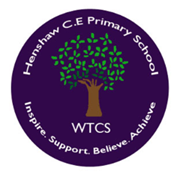 Henshaw C.E Primary School
WTCS
Inspire. Support. Believe. Achieve